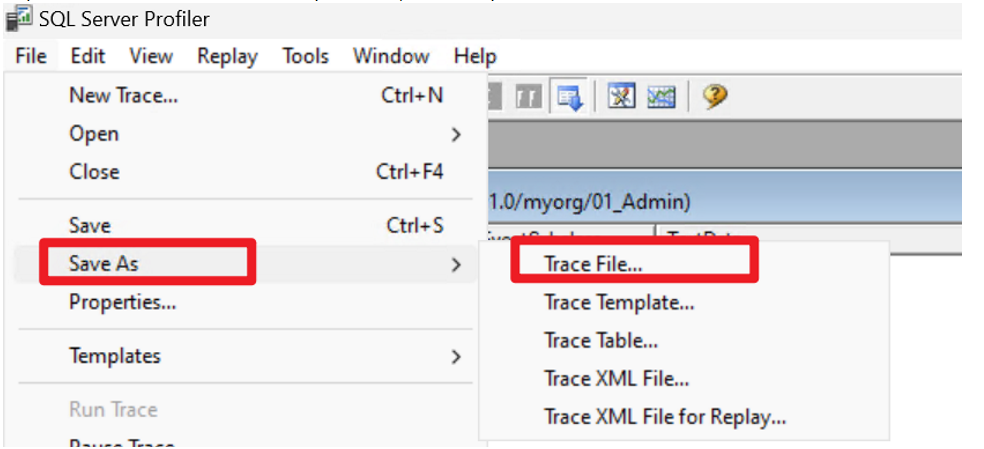 SQL Server Profiler
File Edit View Replay Tools Window Help
New Trace... Ctrl+N
Open
Close Ctrl+F4
1.0/myorg/01_Admin)
Save Ctrl+S
Save As
Trace File...
Properties...
Trace Template...
Trace Table...
Templates
Trace XML File...
Run Trace
Trace XML File for Replay...
Pause Trace